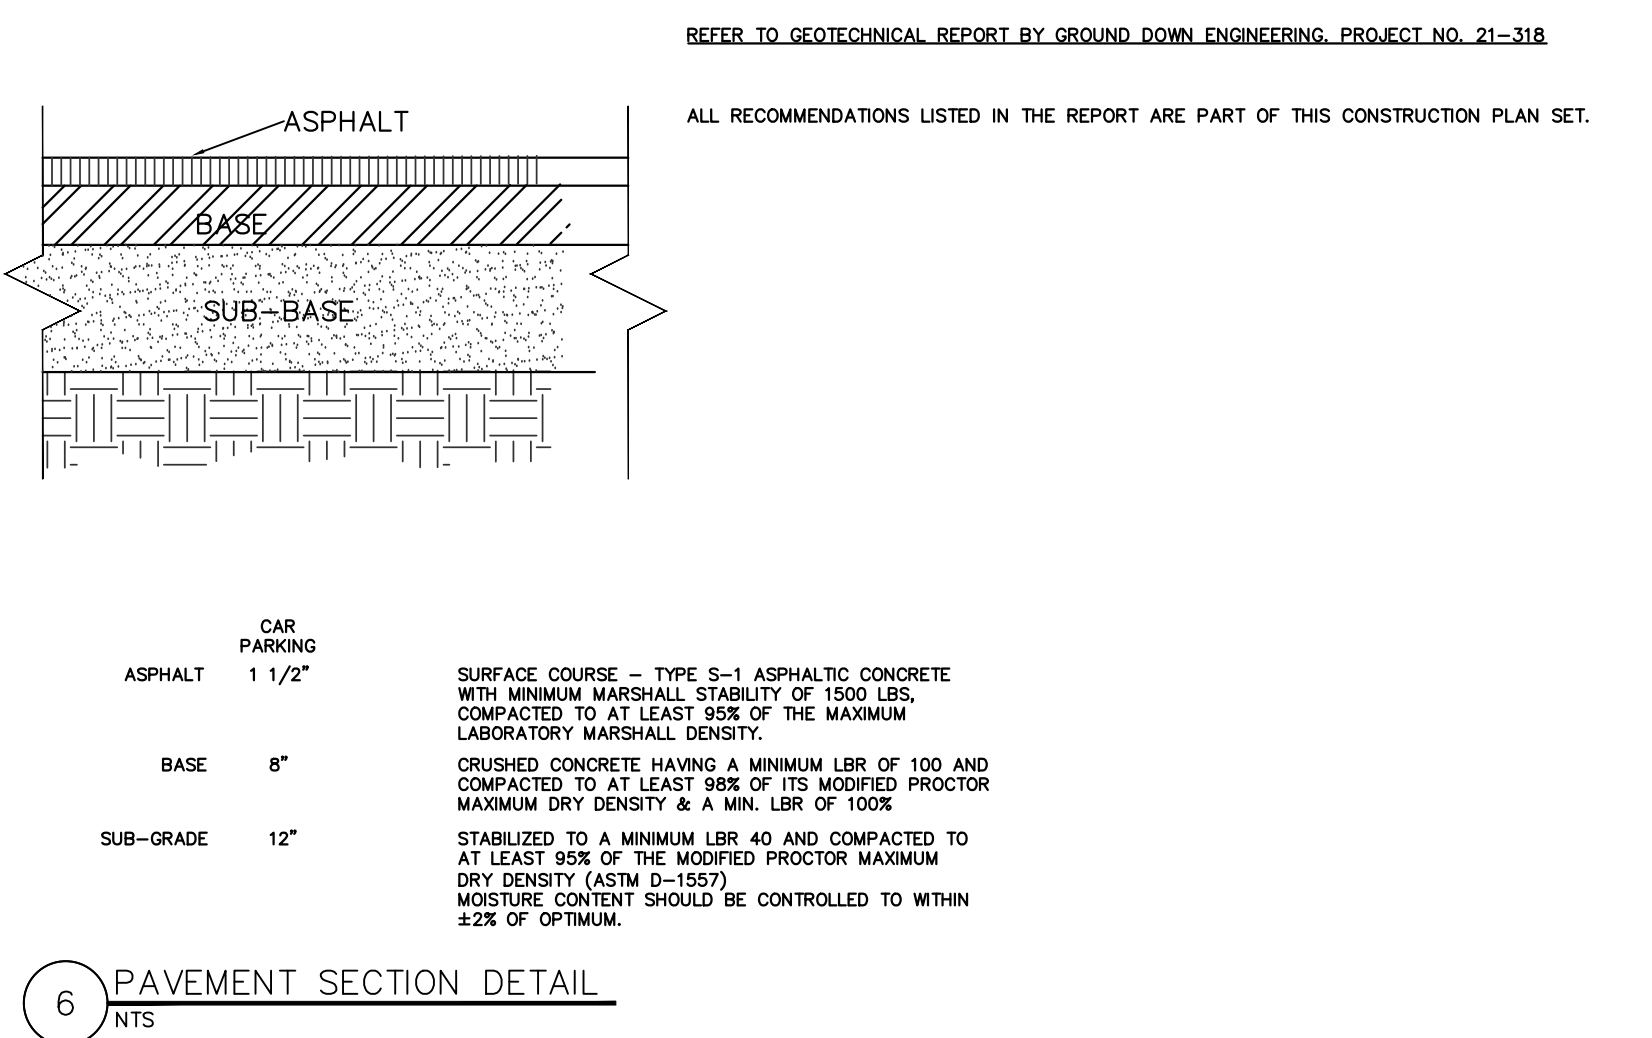 REFER TO GEOTECHNICAL REPORT BY GROUND DOWN ENGINEERING. PROJECT NO. 21-318
ALL RECOMMENDATIONS LISTED IN THE REPORT ARE PART OF THIS CONSTRUCTION PLAN SET.
ASPHALT
BASE
SUB-BASE
CAR
PARKING
ASPHALT 1 1/2"
SURFACE COURSE - TYPE S-1 ASPHALTIC CONCRETE
WITH MINIMUM MARSHALL STABILITY OF 1500 LBS,
COMPACTED TO AT LEAST 95% OF THE MAXIMUM
LABORATORY MARSHALL DENSITY.
BASE 8"
CRUSHED CONCRETE HAVING A MINIMUM LBR OF 100 AND
COMPACTED TO AT LEAST 98% OF ITS MODIFIED PROCTOR
MAXIMUM DRY DENSITY & A MIN. LBR OF 100%
SUB-GRADE 12"
STABILIZED TO A MINIMUM LBR 40 AND COMPACTED TO
AT LEAST 95% OF THE MODIFIED PROCTOR MAXIMUM
DRY DENSITY (ASTM D-1557)
MOISTURE CONTENT SHOULD BE CONTROLLED TO WITHIN
±2% OF OPTIMUM.
6 PAVEMENT SECTION DETAIL
NTS